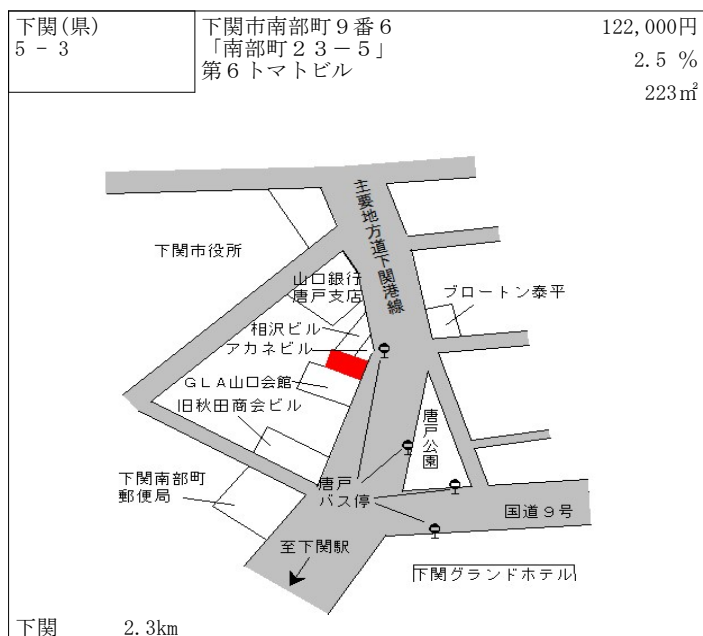 下関(県)
5 - 3
下関市南部町９番６
「南部町２３－５」
第６トマトビル
122,000円
2.5 %
223㎡
主要地方道下関港線
下関市役所
山口銀行
唐戸支店
ブロートン泰平
相沢ビル
アカネビル
ＧＬＡ山口会館
旧秋田商会ビル
唐戸公園
下関南部町
郵便局
唐戸
バス停
国道９号
至下関駅
下関グランドホテル
下関 2.3km